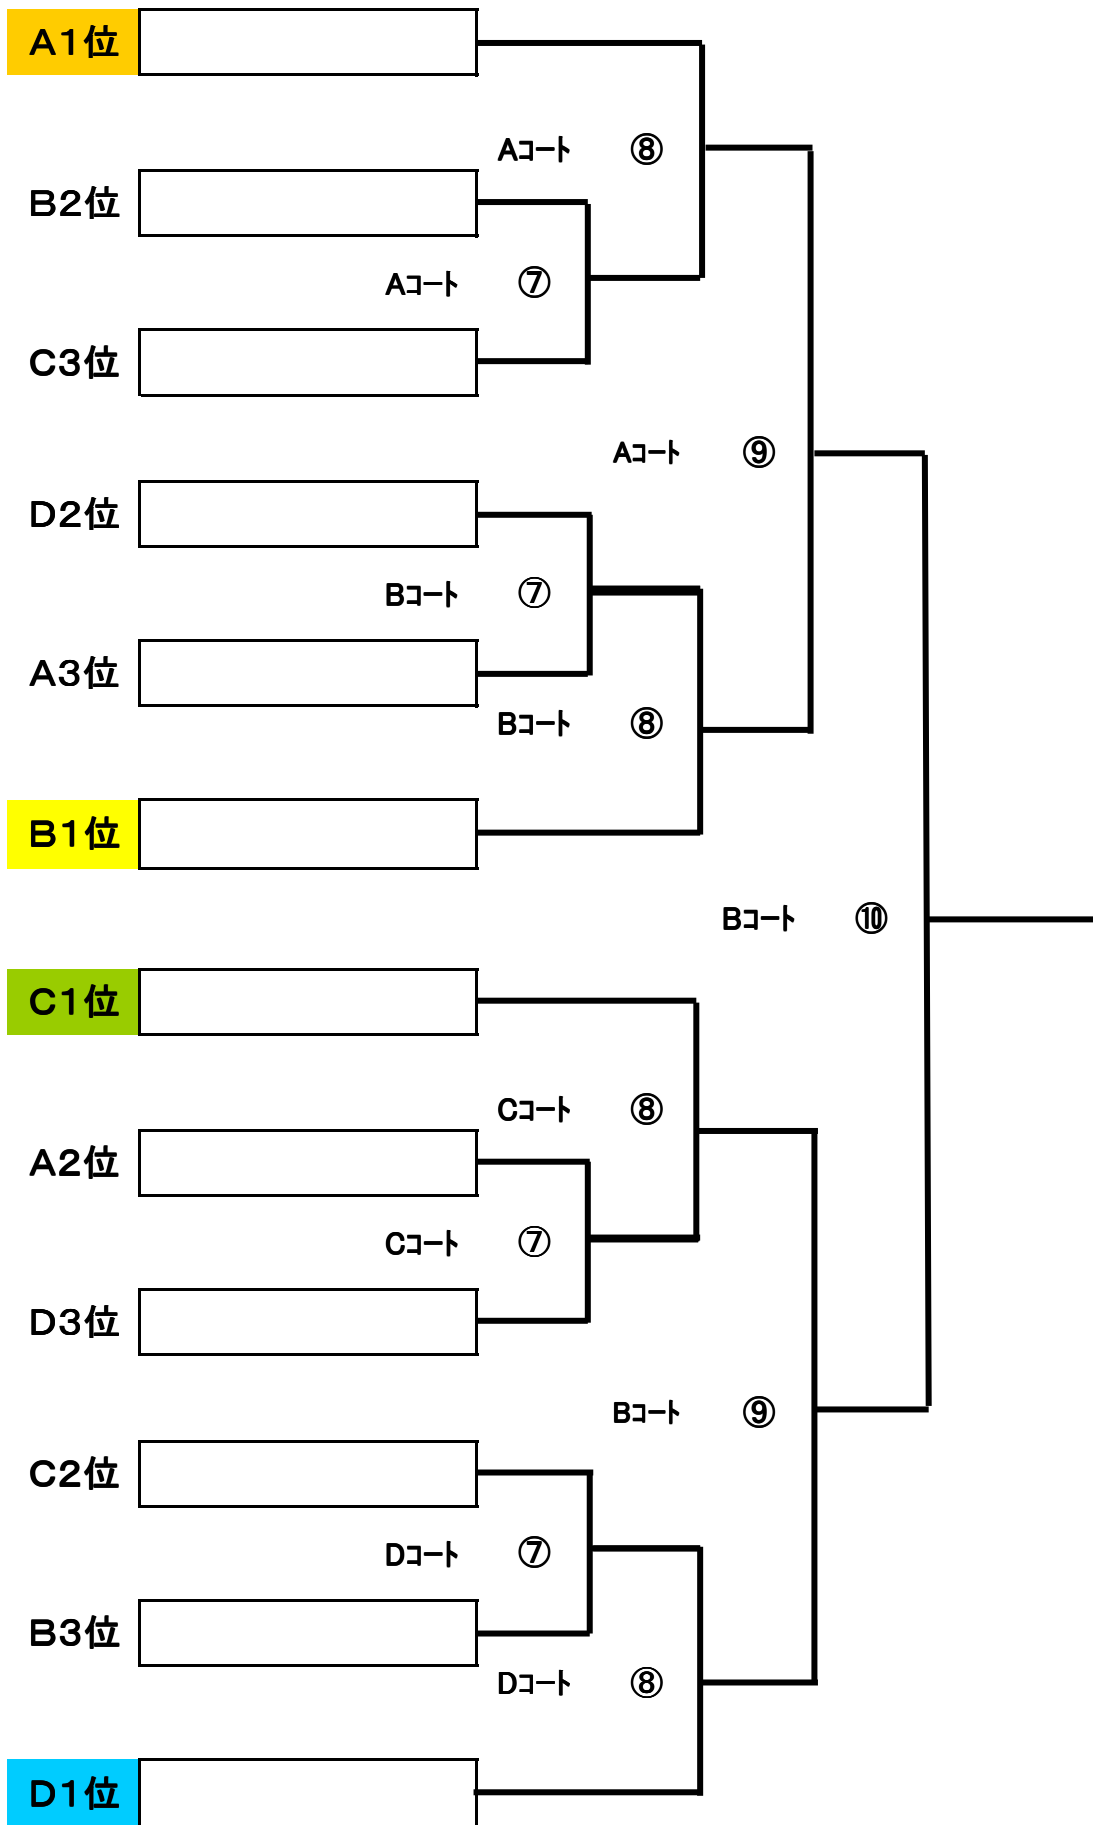 A1位
Aコート ⑧
B2位
Aコート ⑦
C3位
Aコート ⑨
D2位
Bコート ⑦
A3位
Bコート ⑧
B1位
Bコート ⑩
C1位
Cコート ⑧
A2位
Cコート ⑦
D3位
Bコート ⑨
C2位
Dコート ⑦
B3位
Dコート ⑧
D1位